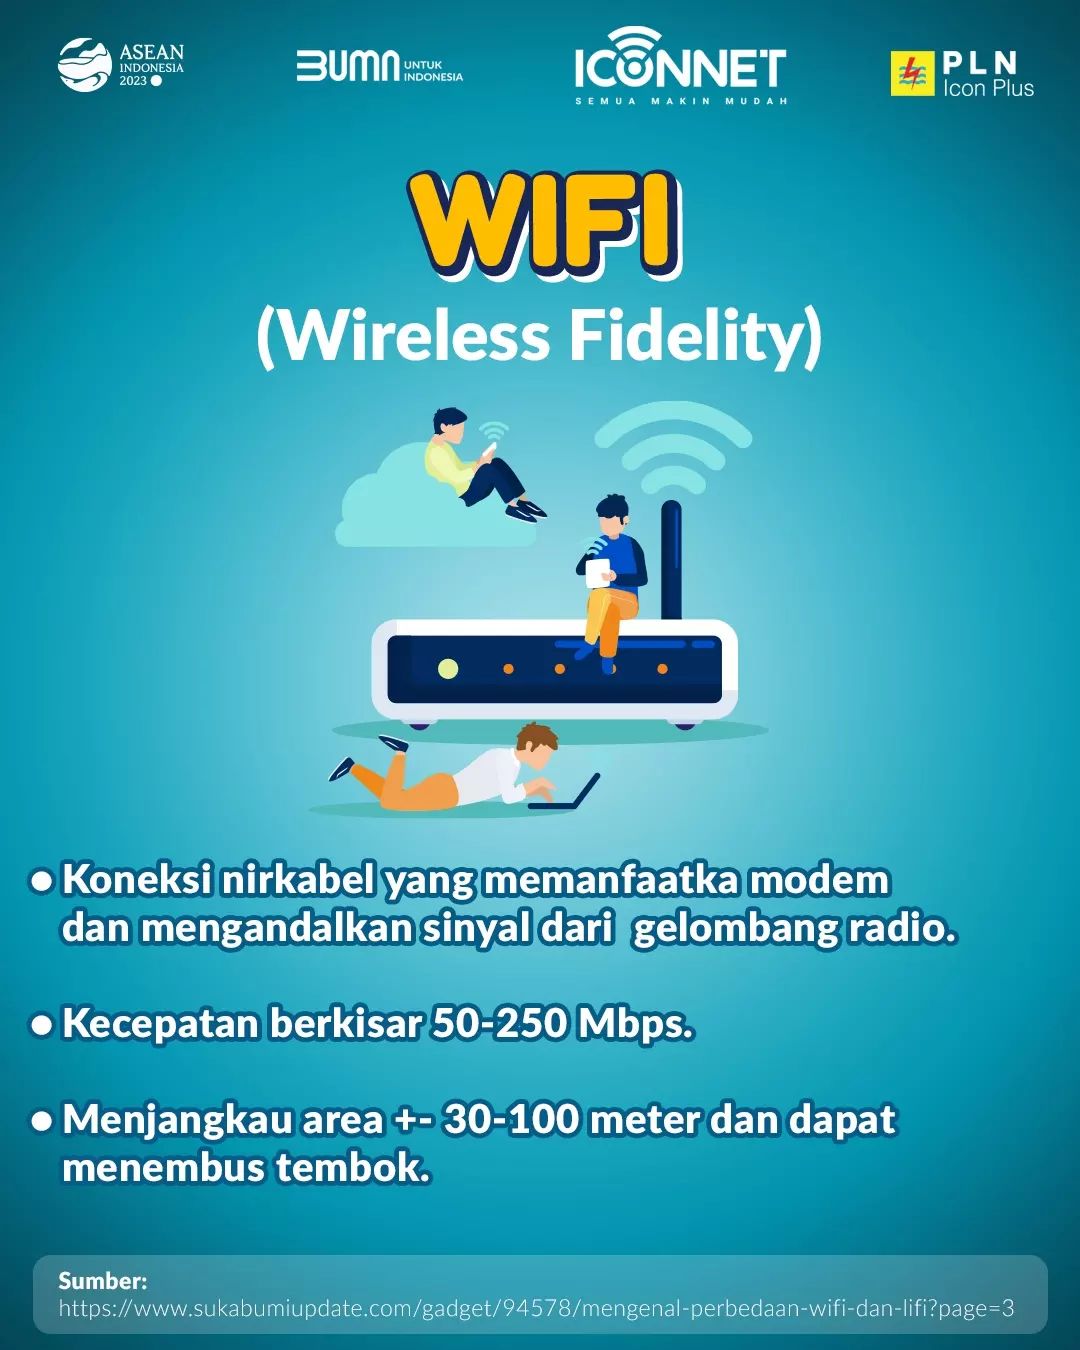 ASEAN
INDONESIA
2023
BUMN UNTUK
INDONESIA
ICONNET
SEMUA MAKIN MUDAH
PLN
Icon Plus
WIFI
(Wireless Fidelity)
• Koneksi nirkabel yang memanfaatka modem
dan mengandalkan sinyal dari gelombang radio.
• Kecepatan berkisar 50-250 Mbps.
• Menjangkau area +- 30-100 meter dan dapat
menembus tembok.
Sumber:
https://www.sukabumiupdate.com/gadget/94578/mengenal-perbedaan-wifi-dan-lifi?page=3